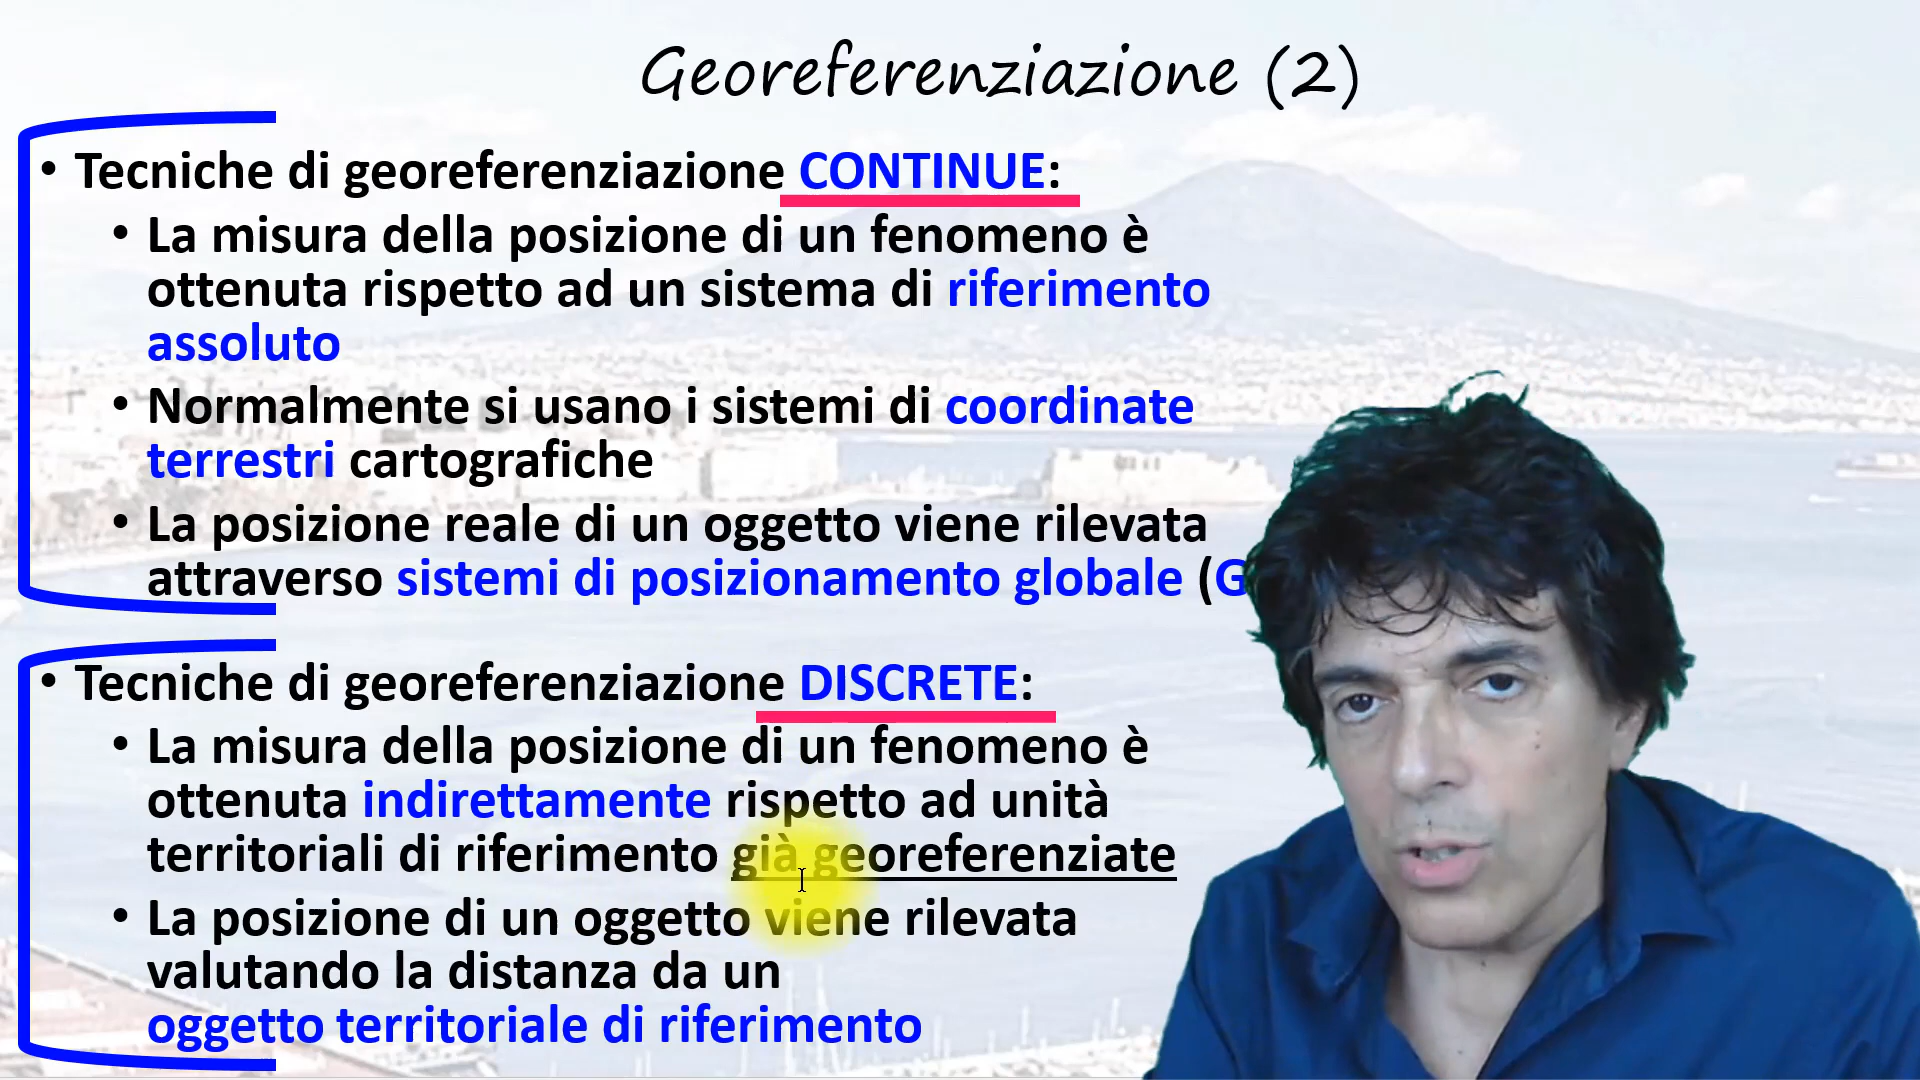 Georeferenziazione (2)
• Tecniche di georeferenziazione CONTINUE:
• La misura della posizione di un fenomeno è
ottenuta rispetto ad un sistema di riferimento
assoluto
• Normalmente si usano i sistemi di coordinate
terrestri cartografiche
• La posizione reale di un oggetto viene rilevata
attraverso sistemi di posizionamento globale (G
• Tecniche di georeferenziazione DISCRETE:
• La misura della posizione di un fenomeno è
ottenuta indirettamente rispetto ad unità
territoriali di riferimento già georeferenziate
• La posizione di un oggetto viene rilevata
valutando la distanza da un
oggetto territoriale di riferimento